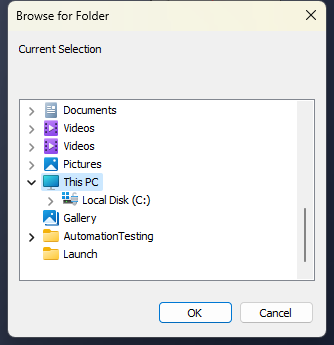 Browse for Folder
Current Selection
Documents
Videos
Videos
Pictures
This PC
Local Disk (C:)
Gallery
AutomationTesting
Launch
OK
Cancel